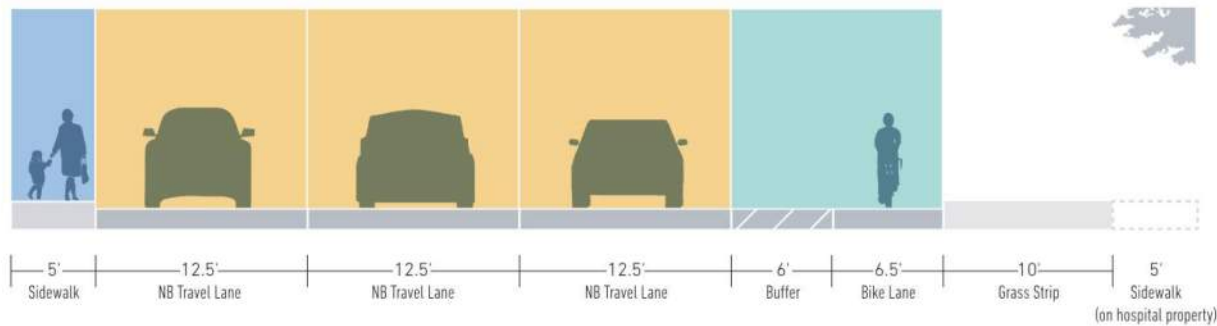 5' 12.5' 12.5' 12.5' 6' 6.5' 10' 5'
Sidewalk NB Travel Lane NB Travel Lane NB Travel Lane Buffer Bike Lane Grass Strip Sidewalk
(on hospital property)